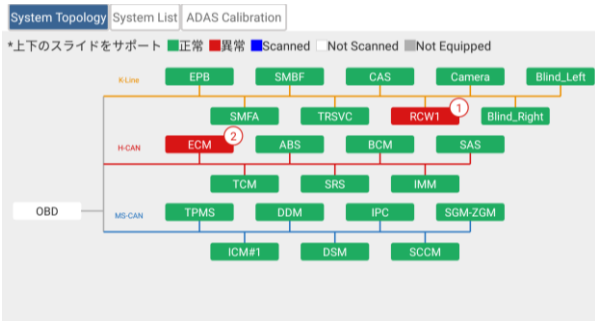 System Topology System List ADAS Calibration
*上下のスライドをサポート 正常 異常 Scanned Not Scanned Not Equipped
K-Line EPB SMBF CAS Camera Blind_Left
SMFA TRSVC RCW1 1 Blind_Right
H-CAN ECM 2 ABS BCM SAS
TCM SRS IMM
OBD MS-CAN TPMS DDM IPC SGM-ZGM
ICM#1 DSM SCCM